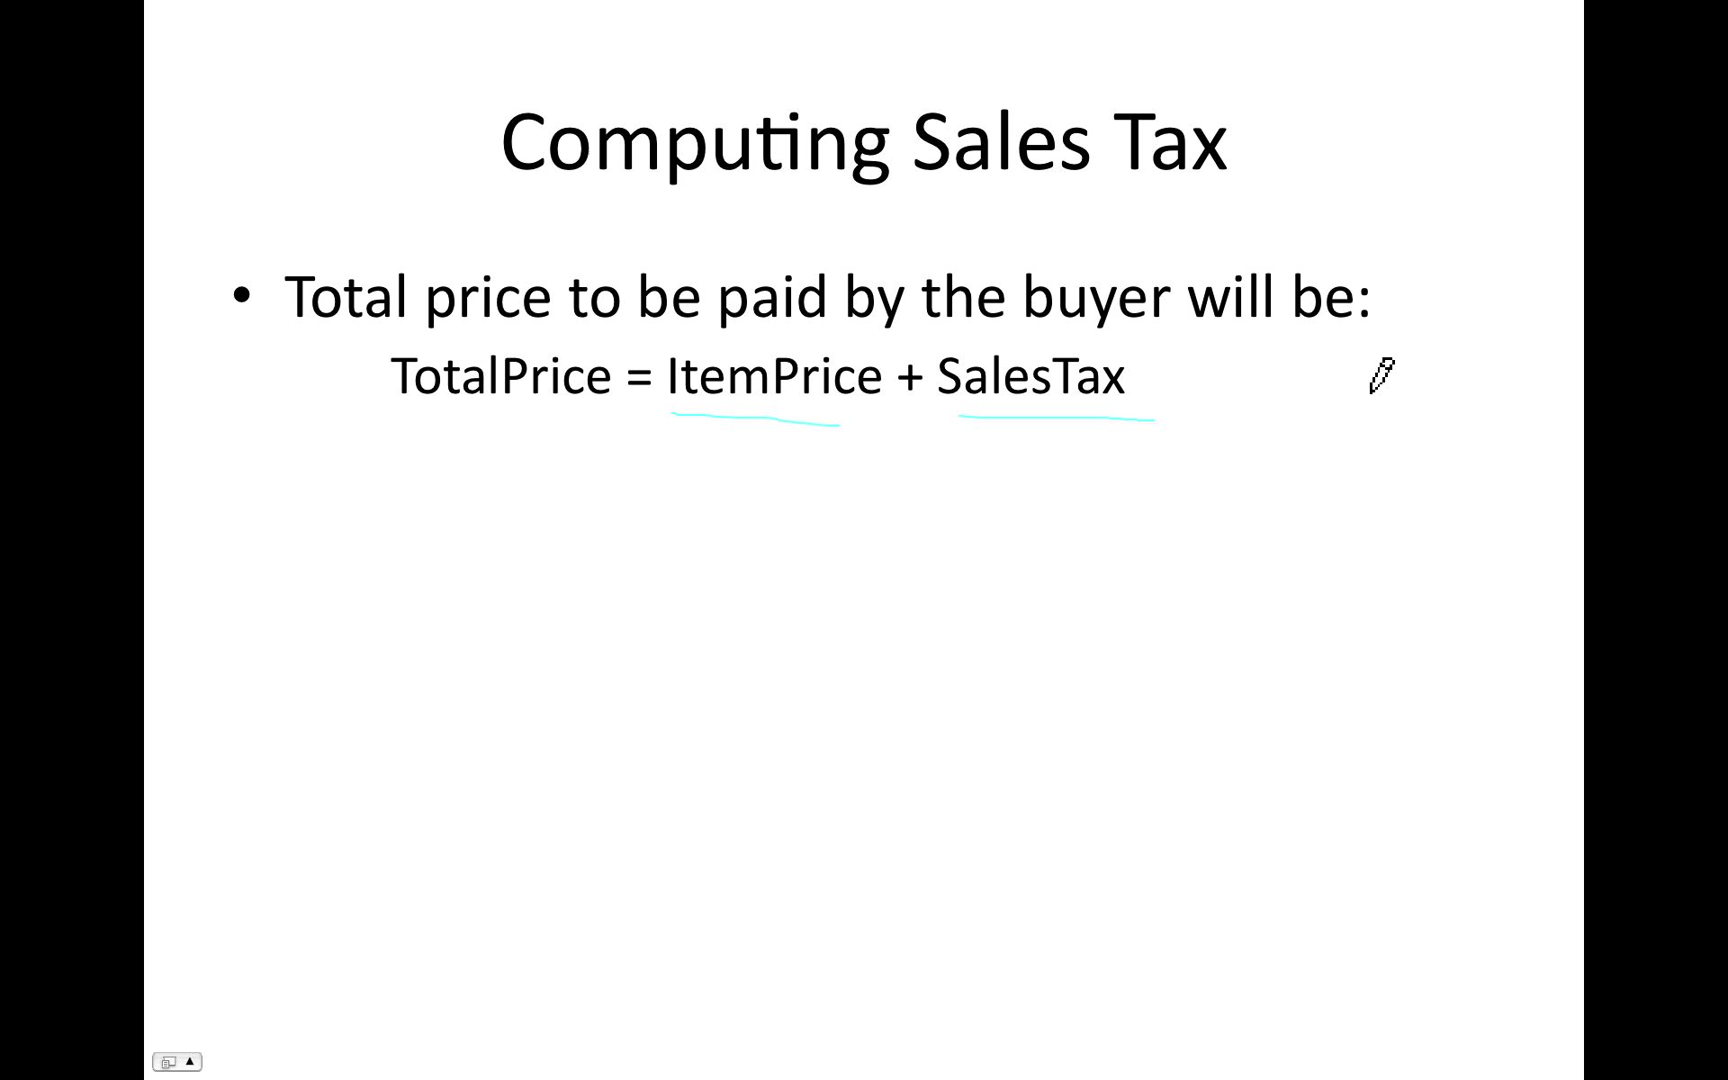 Computing Sales Tax
• Total price to be paid by the buyer will be:
TotalPrice = ItemPrice + SalesTax